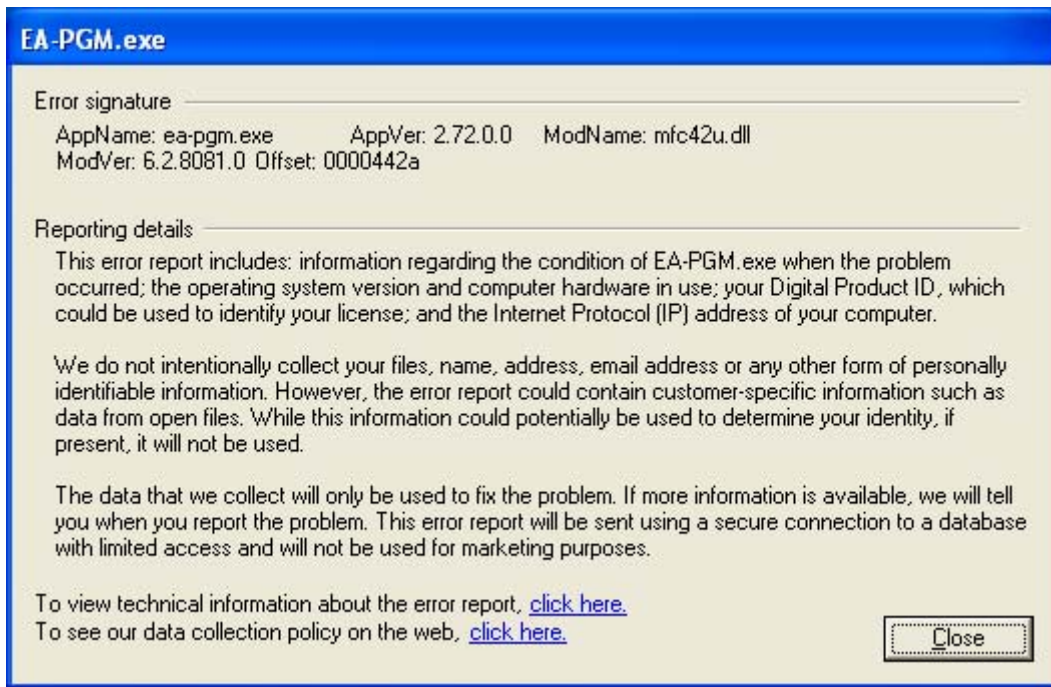 EA-PGM.exe
Error signature
AppName: ea-pgm.exe AppVer: 2.72.0.0 ModName: mfc42u.dll
ModVer: 6.2.8081.0 Offset: 0000442a
Reporting details
This error report includes: information regarding the condition of EA-PGM.exe when the problem
occurred; the operating system version and computer hardware in use; your Digital Product ID, which
could be used to identify your license; and the Internet Protocol (IP) address of your computer.
We do not intentionally collect your files, name, address, email address or any other form of personally
identifiable information. However, the error report could contain customer-specific information such as
data from open files. While this information could potentially be used to determine your identity, if
present, it will not be used.
The data that we collect will only be used to fix the problem. If more information is available, we will tell
you when you report the problem. This error report will be sent using a secure connection to a database
with limited access and will not be used for marketing purposes.
To view technical information about the error report, click here.
To see our data collection policy on the web, click here.
Close